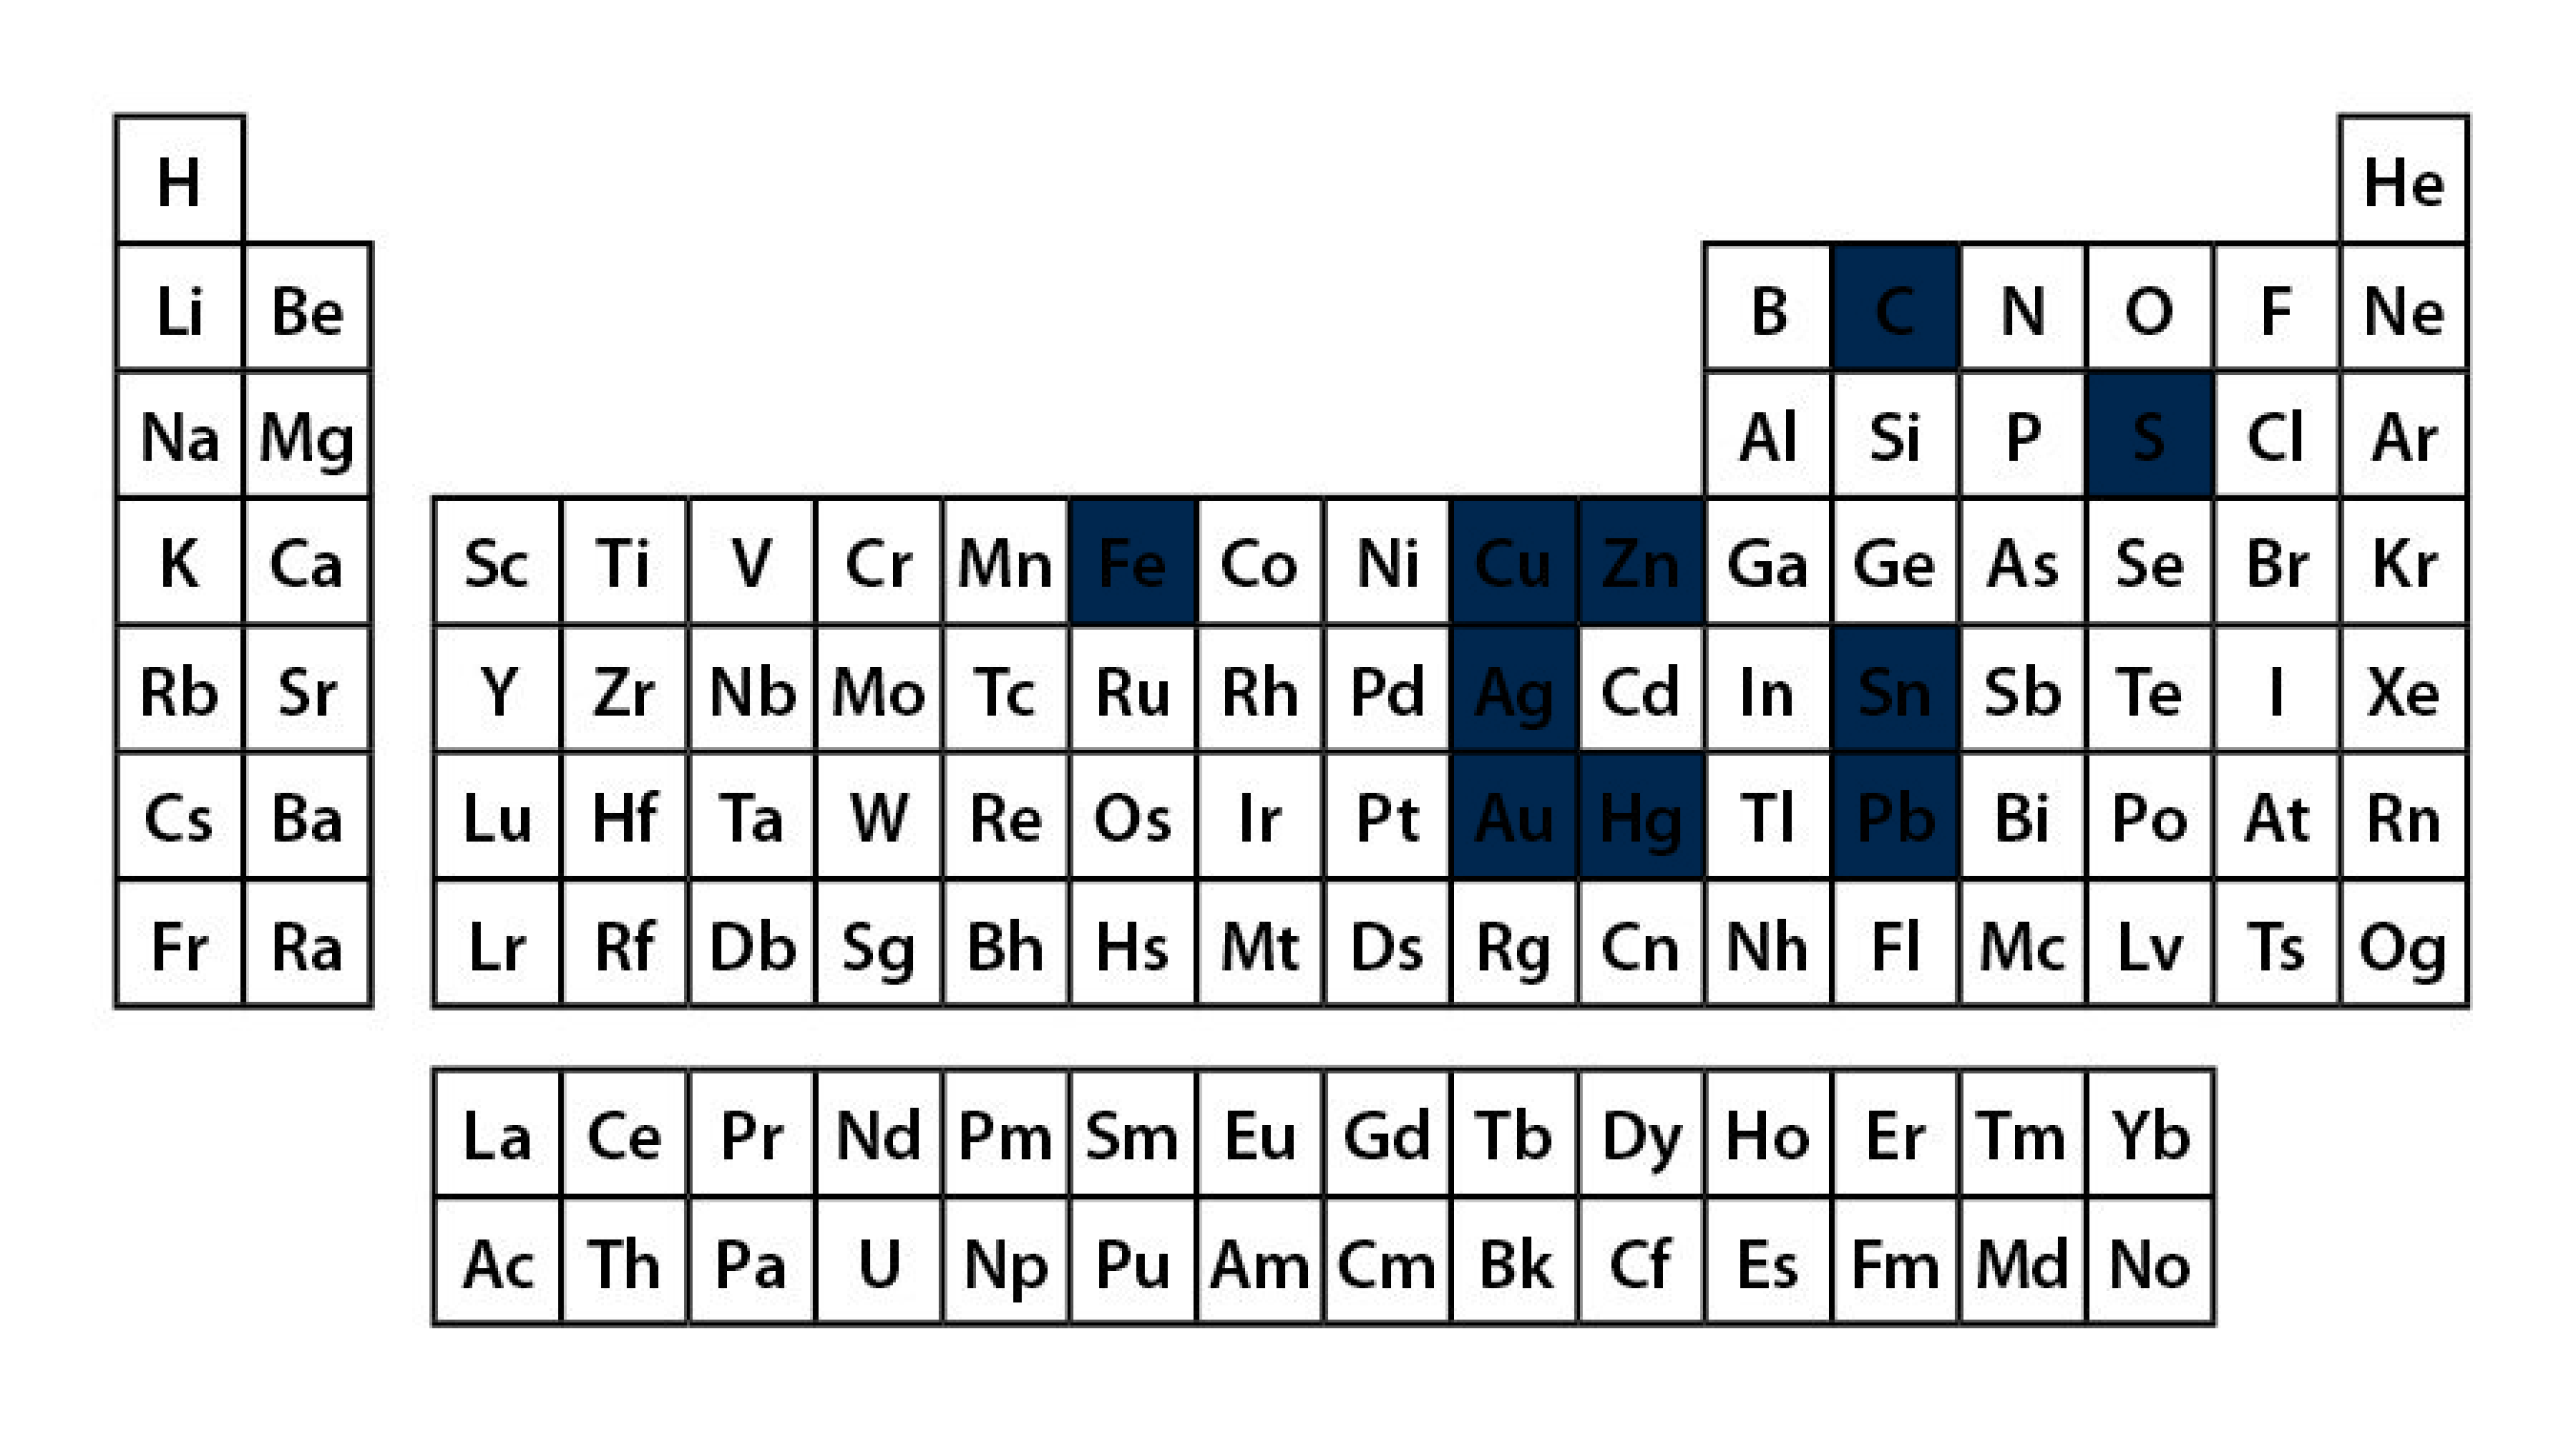 H He
Li Be B C N O F Ne
Na Mg Al Si P S Cl Ar
K Ca Sc Ti V Cr Mn Fe Co Ni Cu Zn Ga Ge As Se Br Kr
Rb Sr Y Zr Nb Mo Tc Ru Rh Pd Ag Cd In Sn Sb Te I Xe
Cs Ba Lu Hf Ta W Re Os Ir Pt Au Hg Tl Pb Bi Po At Rn
Fr Ra Lr Rf Db Sg Bh Hs Mt Ds Rg Cn Nh Fl Mc Lv Ts Og
La Ce Pr Nd Pm Sm Eu Gd Tb Dy Ho Er Tm Yb
Ac Th Pa U Np Pu Am Cm Bk Cf Es Fm Md No